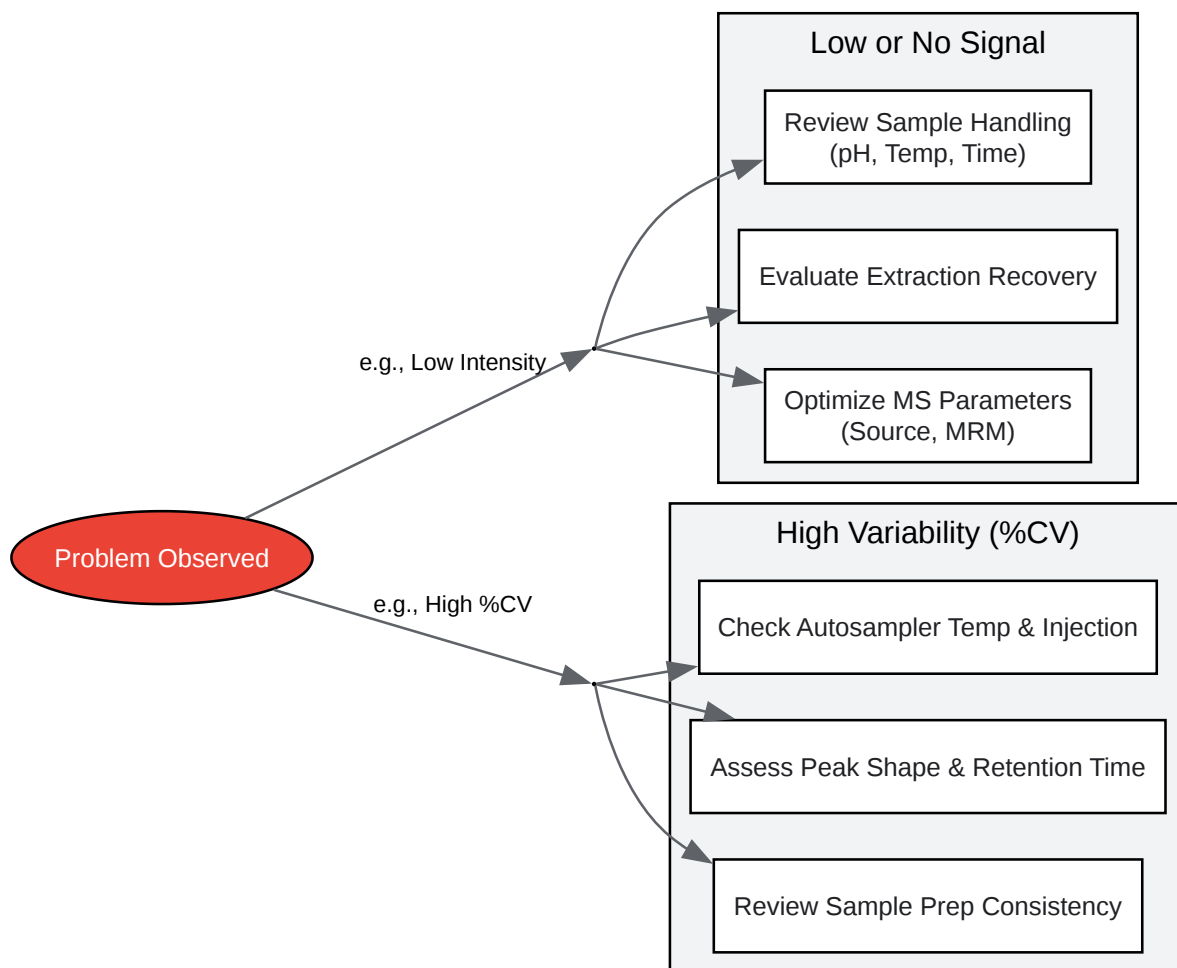 Low or No Signal
Review Sample Handling
(pH, Temp, Time)
Evaluate Extraction Recovery
e.g., Low Intensity
Optimize MS Parameters
(Source, MRM)
Problem Observed
High Variability (%CV)
e.g., High %CV
Check Autosampler Temp & Injection
Assess Peak Shape & Retention Time
Review Sample Prep Consistency